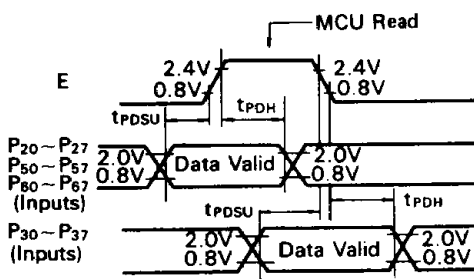 MCU Read
E
2.4V
0.8V
2.4V
0.8V
tPDSU
tPDH
P20~P27
P50~P57
P60~P67
(Inputs)
2.0V
0.8V
Data Valid
2.0V
0.8V
tPDSU
tPDH
P30~P37
(Inputs)
2.0V
0.8V
Data Valid
2.0V
0.8V